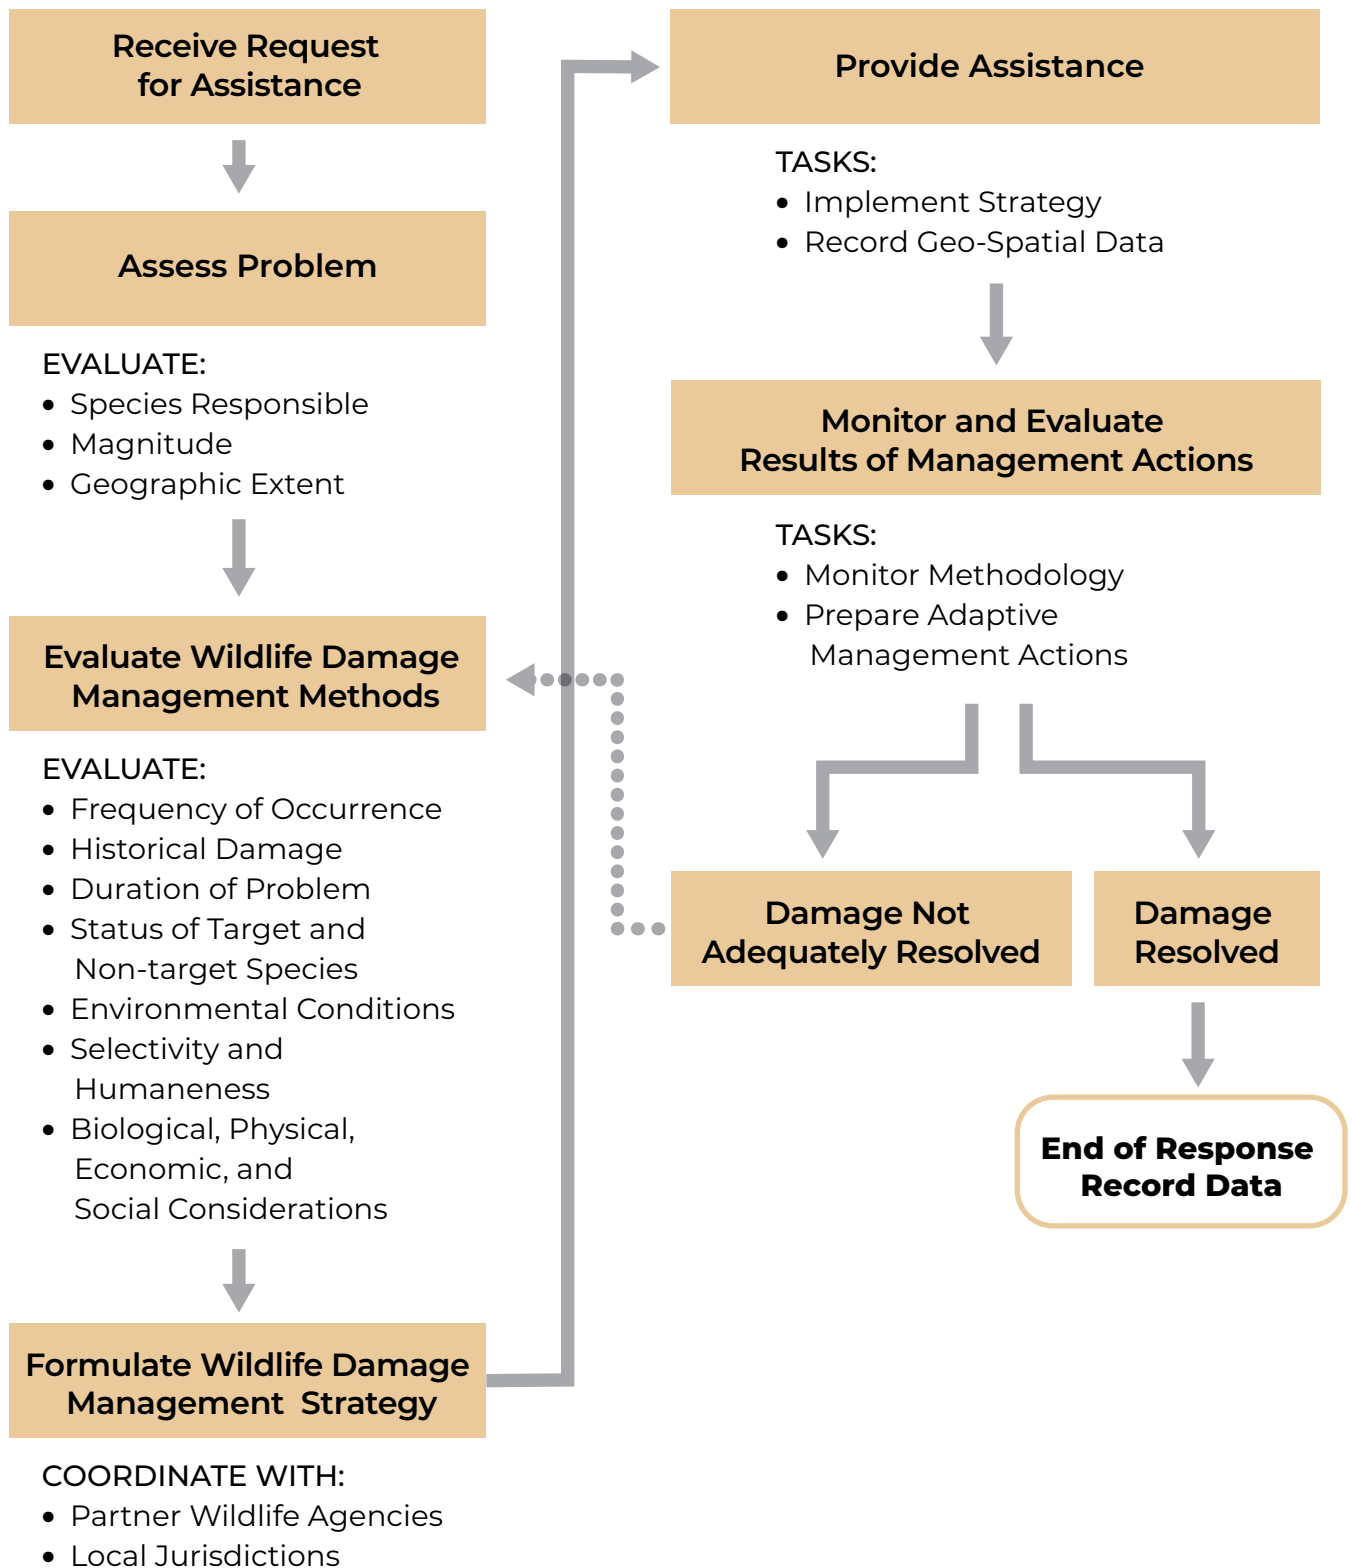 Receive Request
for Assistance
Assess Problem
EVALUATE:
• Species Responsible
• Magnitude
• Geographic Extent
Evaluate Wildlife Damage
Management Methods
EVALUATE:
• Frequency of Occurrence
• Historical Damage
• Duration of Problem
• Status of Target and
Non-target Species
• Environmental Conditions
• Selectivity and
Humaneness
• Biological, Physical,
Economic, and
Social Considerations
Formulate Wildlife Damage
Management Strategy
COORDINATE WITH:
• Partner Wildlife Agencies
• Local Jurisdictions
Provide Assistance
TASKS:
• Implement Strategy
• Record Geo-Spatial Data
Monitor and Evaluate
Results of Management Actions
TASKS:
• Monitor Methodology
• Prepare Adaptive
Management Actions
Damage Not
Adequately Resolved
Damage
Resolved
End of Response
Record Data